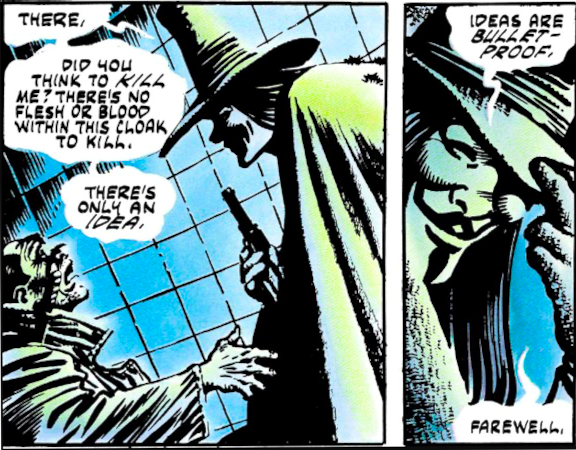 THERE,
DID YOU
THINK TO KILL
ME? THERE'S NO
FLESH OR BLOOD
WITHIN THIS CLOAK
TO KILL.
THERE'S
ONLY AN
IDEA.
IDEAS ARE
BULLET-
PROOF.
FAREWELL.